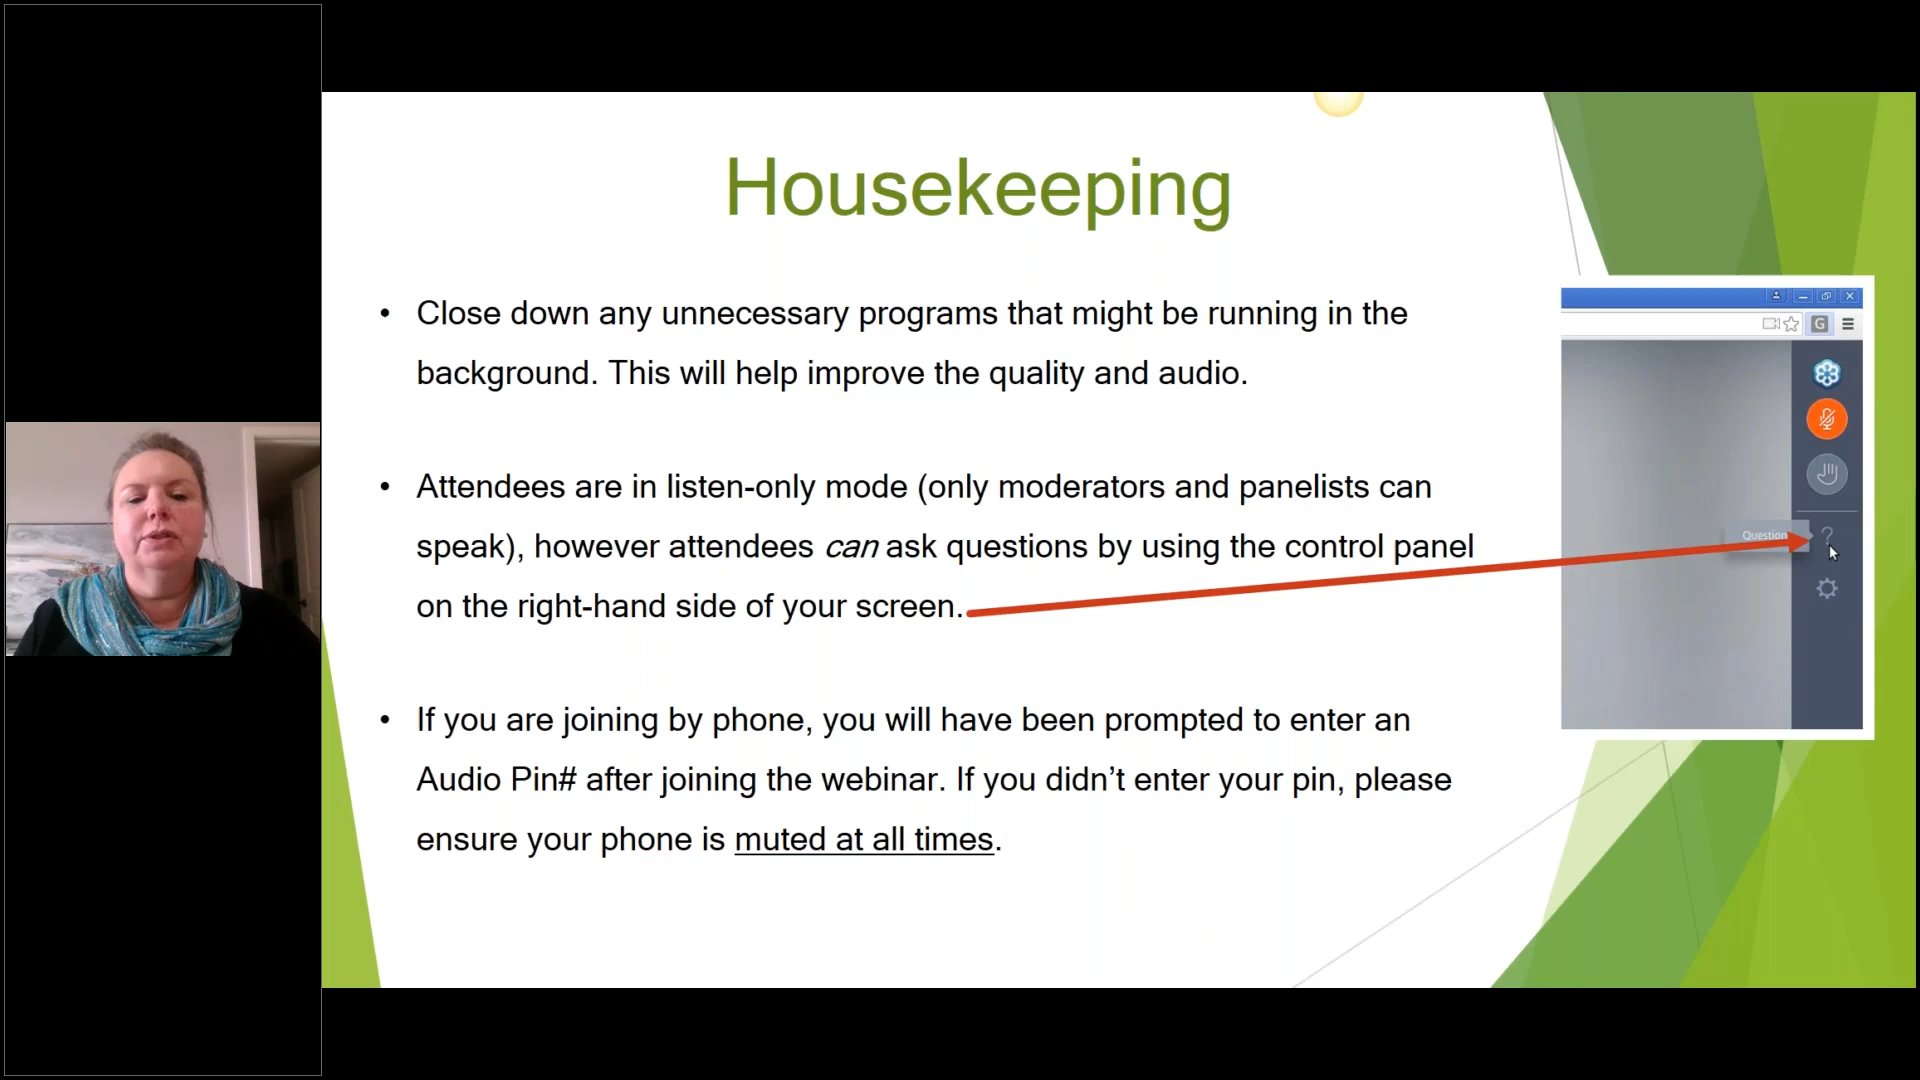 Housekeeping
• Close down any unnecessary programs that might be running in the
background. This will help improve the quality and audio.
• Attendees are in listen-only mode (only moderators and panelists can
speak), however attendees can ask questions by using the control panel
on the right-hand side of your screen.
• If you are joining by phone, you will have been prompted to enter an
Audio Pin# after joining the webinar. If you didn’t enter your pin, please
ensure your phone is muted at all times.
G
Question
?